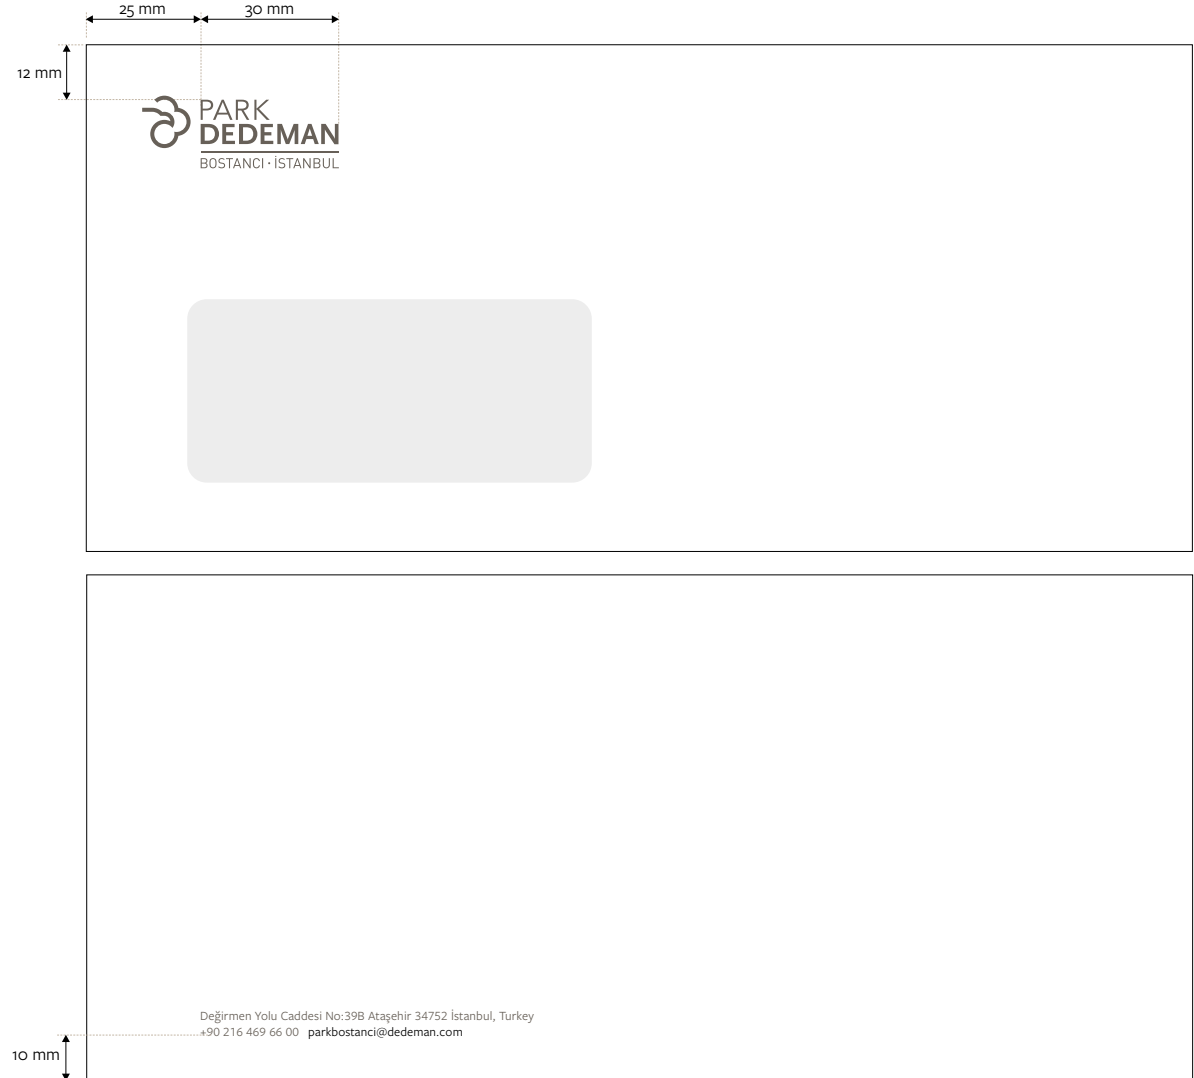 25 mm 30 mm
12 mm
PARK
DEDEMAN
BOSTANCI · İSTANBUL
Değirmen Yolu Caddesi No:39B Ataşehir 34752 İstanbul, Turkey
+90 216 469 66 00 parkbostanci@dedeman.com
10 mm